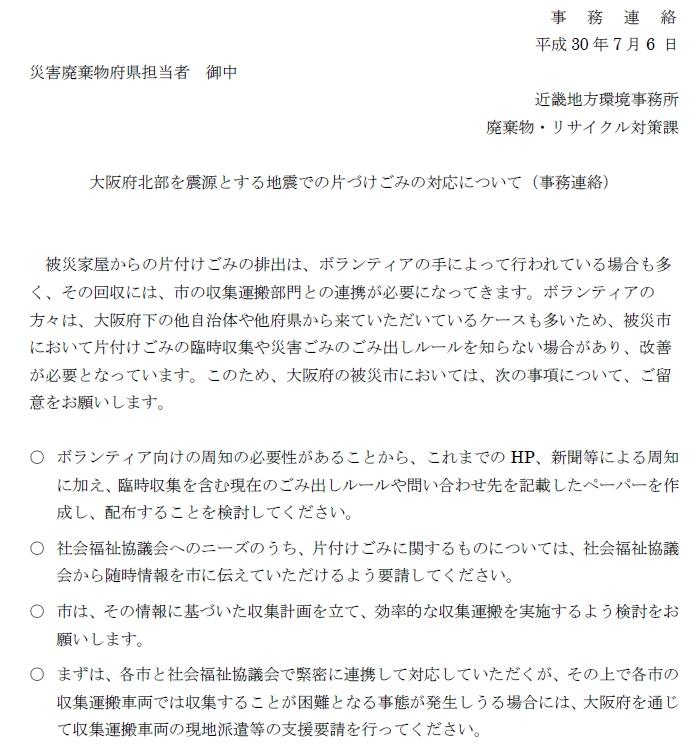 事　務　連　絡
平成 30 年 7 月 6 日
災害廃棄物府県担当者　御中
近畿地方環境事務所
廃棄物・リサイクル対策課
大阪府北部を震源とする地震での片づけごみの対応について（事務連絡）
被災家屋からの片付けごみの排出は、ボランティアの手によって行われている場合も多
く、その回収には、市の収集運搬部門との連携が必要になってきます。ボランティアの
方々は、大阪府下の他自治体や他府県から来ていただいているケースも多いため、被災市
において片付けごみの臨時収集や災害ごみのごみ出しルールを知らない場合があり、改善
が必要となっています。このため、大阪府の被災市においては、次の事項について、ご留
意をお願いします。
○ ボランティア向けの周知の必要性があることから、これまでの HP、新聞等による周知
に加え、臨時収集を含む現在のごみ出しルールや問い合わせ先を記載したペーパーを作
成し、配布することを検討してください。
○ 社会福祉協議会へのニーズのうち、片付けごみに関するものについては、社会福祉協議
会から随時情報を市に伝えていただけるよう要請してください。
○ 市は、その情報に基づいた収集計画を立て、効率的な収集運搬を実施するよう検討をお
願いします。
○ まずは、各市と社会福祉協議会で緊密に連携して対応していただくが、その上で各市の
収集運搬車両では収集することが困難となる事態が発生しうる場合には、大阪府を通じ
て収集運搬車両の現地派遣等の支援要請を行ってください。